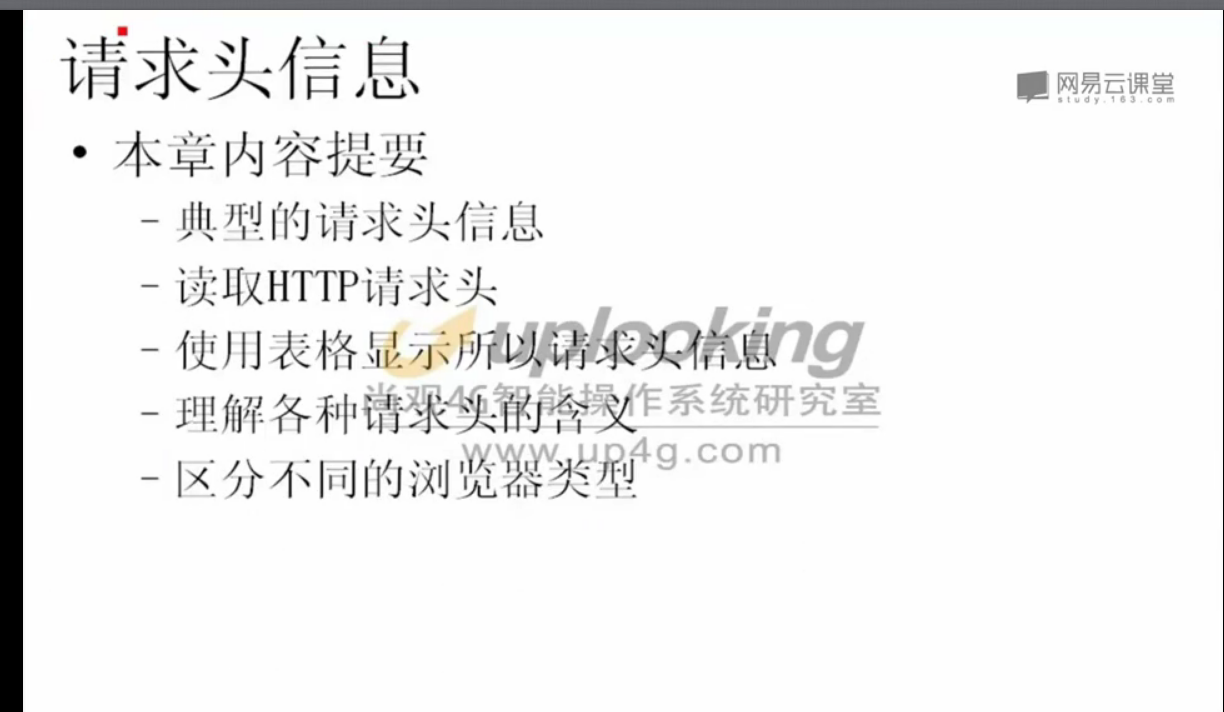 请求头信息
网易云课堂
study.163.com
• 本章内容提要
– 典型的请求头信息
– 读取HTTP请求头
– 使用表格显示所以请求头信息
– 理解各种请求头的含义
– 区分不同的浏览器类型
uplooking
尚观4G智能操作系统研究室
www.up4g.com